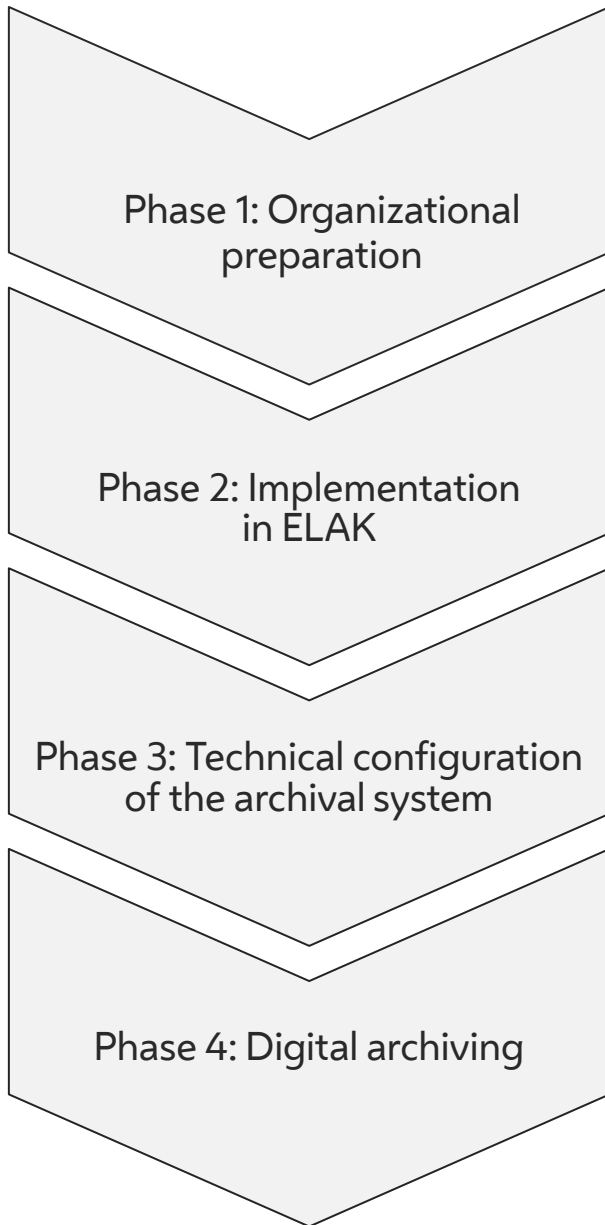 Phase 1: Organizational
preparation
Phase 2: Implementation
in ELAK
Phase 3: Technical configuration
of the archival system
Phase 4: Digital archiving